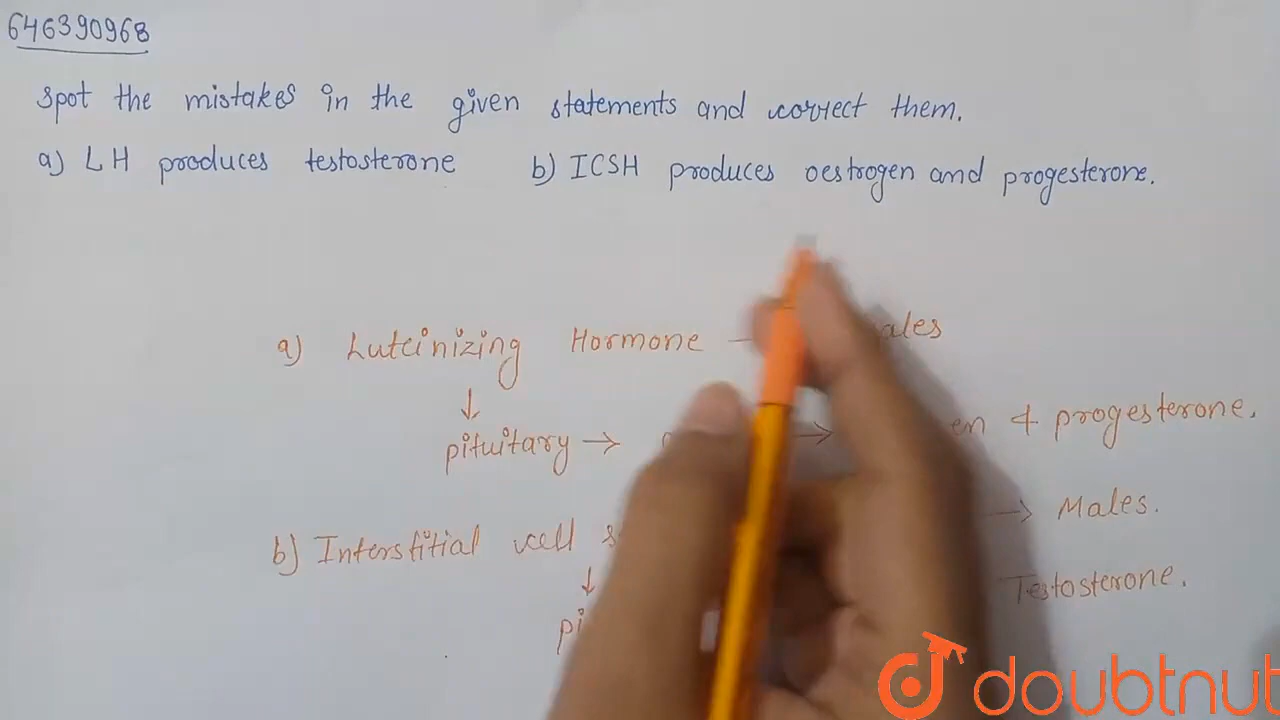 646390968
Spot the mistakes in the given statements and correct them.
a) LH produces testosterone b) ICSH produces oestrogen and progesterone.
a) Luteinizing Hormone
↓
pituitary → → & progesterone.
b) Interstitial cell → Males.
↓ Testosterone.
doubtnut